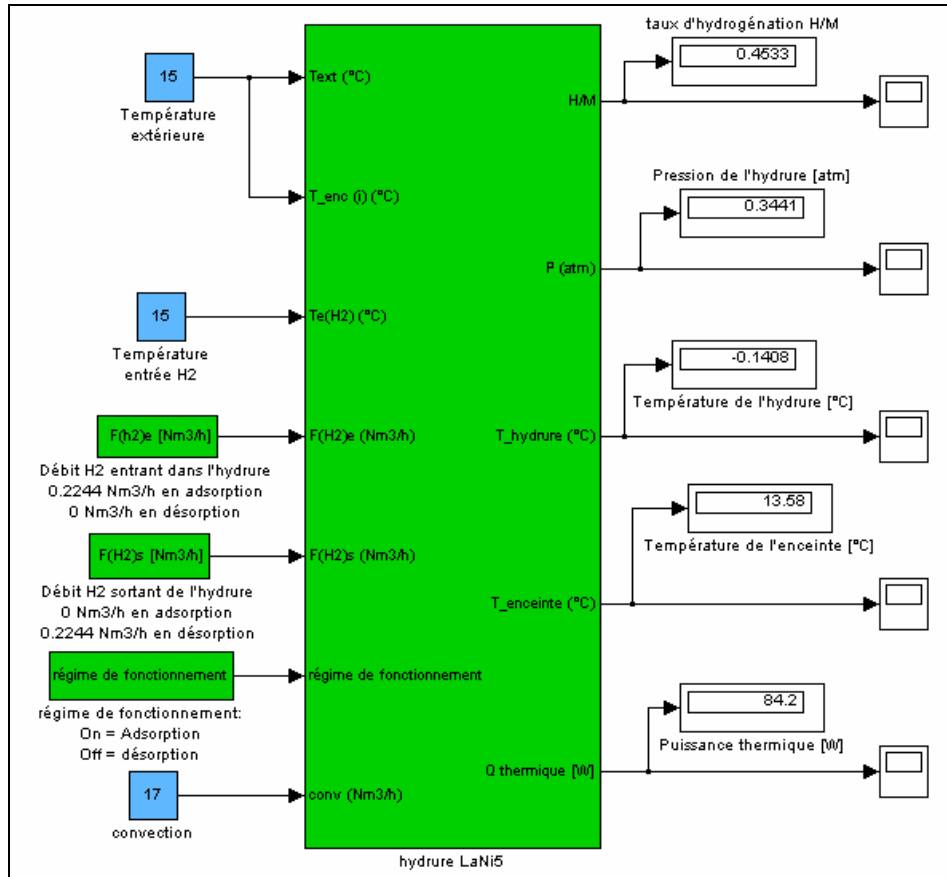 15
Température
extérieure
15
Température
entrée H2
F(h2)e [Nm3/h]
Débit H2 entrant dans l'hydrure
0.2244 Nm3/h en adsorption
0 Nm3/h en désorption
F(H2)s [Nm3/h]
Débit H2 sortant de l'hydrure
0 Nm3/h en adsorption
0.2244 Nm3/h en désorption
régime de fonctionnement
régime de fonctionnement:
On = Adsorption
Off = désorption
17
convection
Text (°C)
T_enc (i) (°C)
Te(H2) (°C)
F(H2)e (Nm3/h)
F(H2)s (Nm3/h)
régime de fonctionnement
conv (Nm3/h)
H/M
P (atm)
T_hydrure (°C)
T_enceinte (°C)
Q thermique [W]
hydrure LaNi5
taux d'hydrogénation H/M
0.4533
Pression de l'hydrure [atm]
0.3441
-0.1408
Température de l'hydrure [°C]
13.58
Température de l'enceinte [°C]
84.2
Puissance thermique [W]